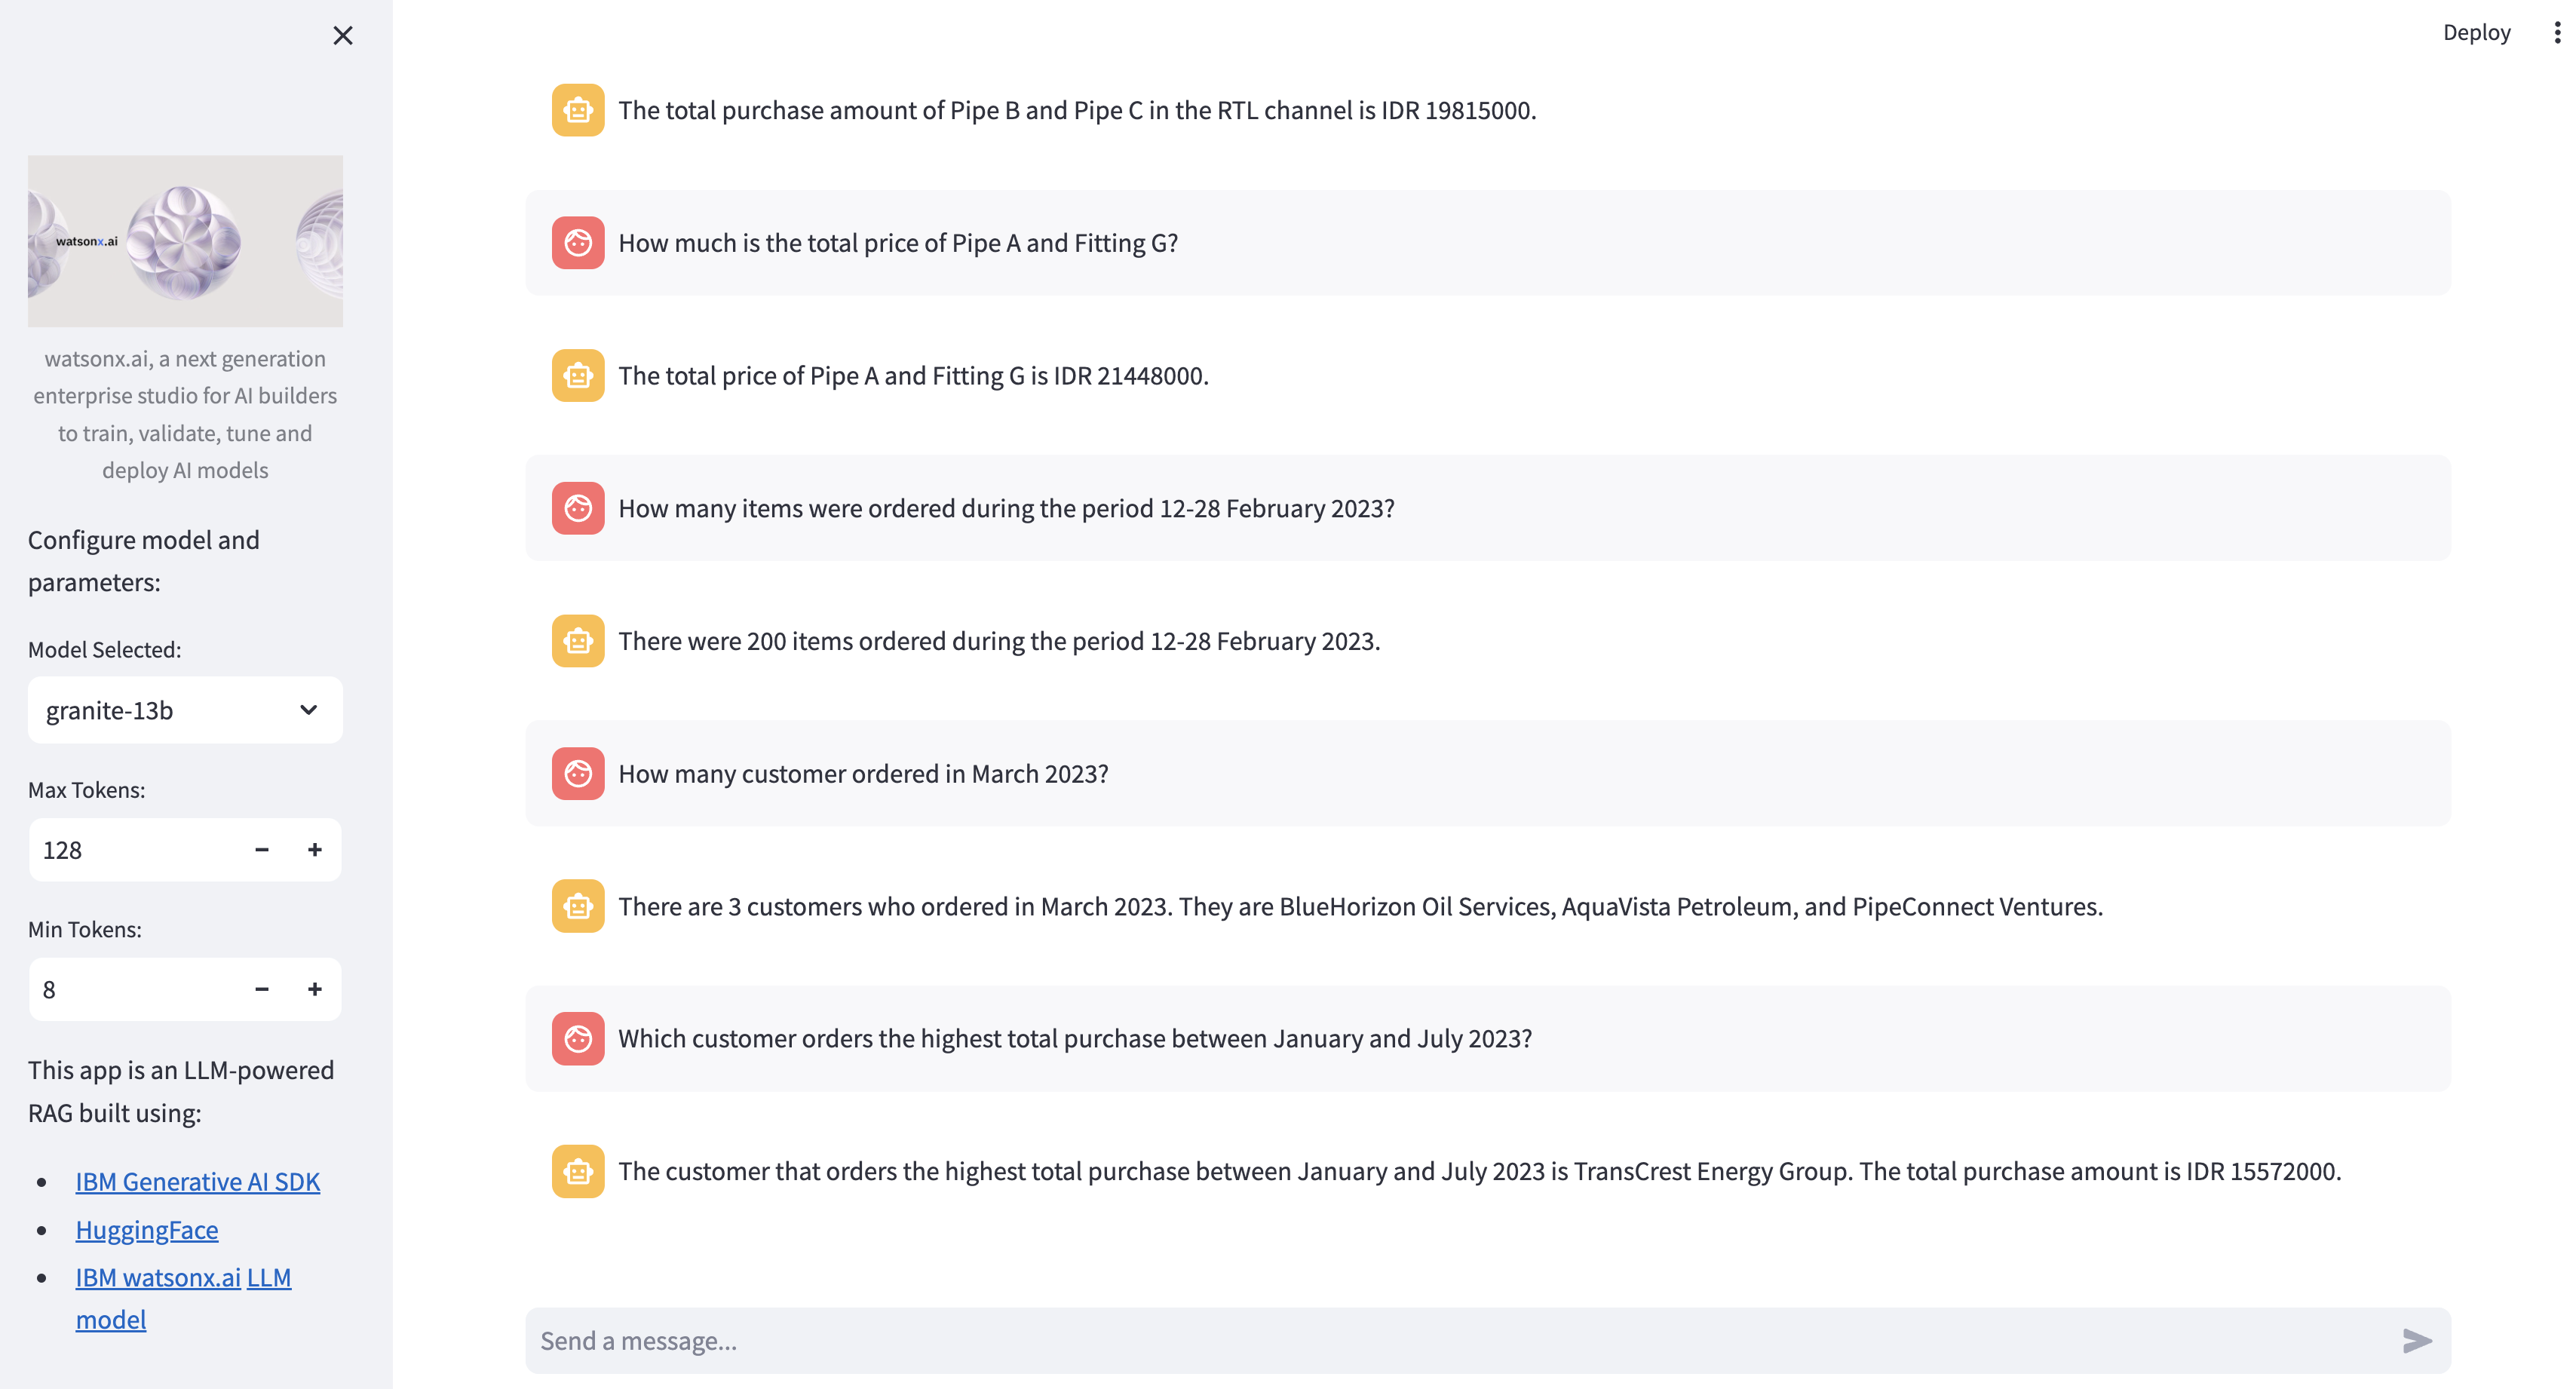 watsonx.ai
watsonx.ai, a next generation
enterprise studio for AI builders
to train, validate, tune and
deploy AI models
Configure model and
parameters:
Model Selected:
granite-13b
Max Tokens:
128
Min Tokens:
8
This app is an LLM-powered
RAG built using:
IBM Generative AI SDK
HuggingFace
IBM watsonx.ai LLM
model
Deploy
The total purchase amount of Pipe B and Pipe C in the RTL channel is IDR 19815000.
How much is the total price of Pipe A and Fitting G?
The total price of Pipe A and Fitting G is IDR 21448000.
How many items were ordered during the period 12-28 February 2023?
There were 200 items ordered during the period 12-28 February 2023.
How many customer ordered in March 2023?
There are 3 customers who ordered in March 2023. They are BlueHorizon Oil Services, AquaVista Petroleum, and PipeConnect Ventures.
Which customer orders the highest total purchase between January and July 2023?
The customer that orders the highest total purchase between January and July 2023 is TransCrest Energy Group. The total purchase amount is IDR 15572000.
Send a message...